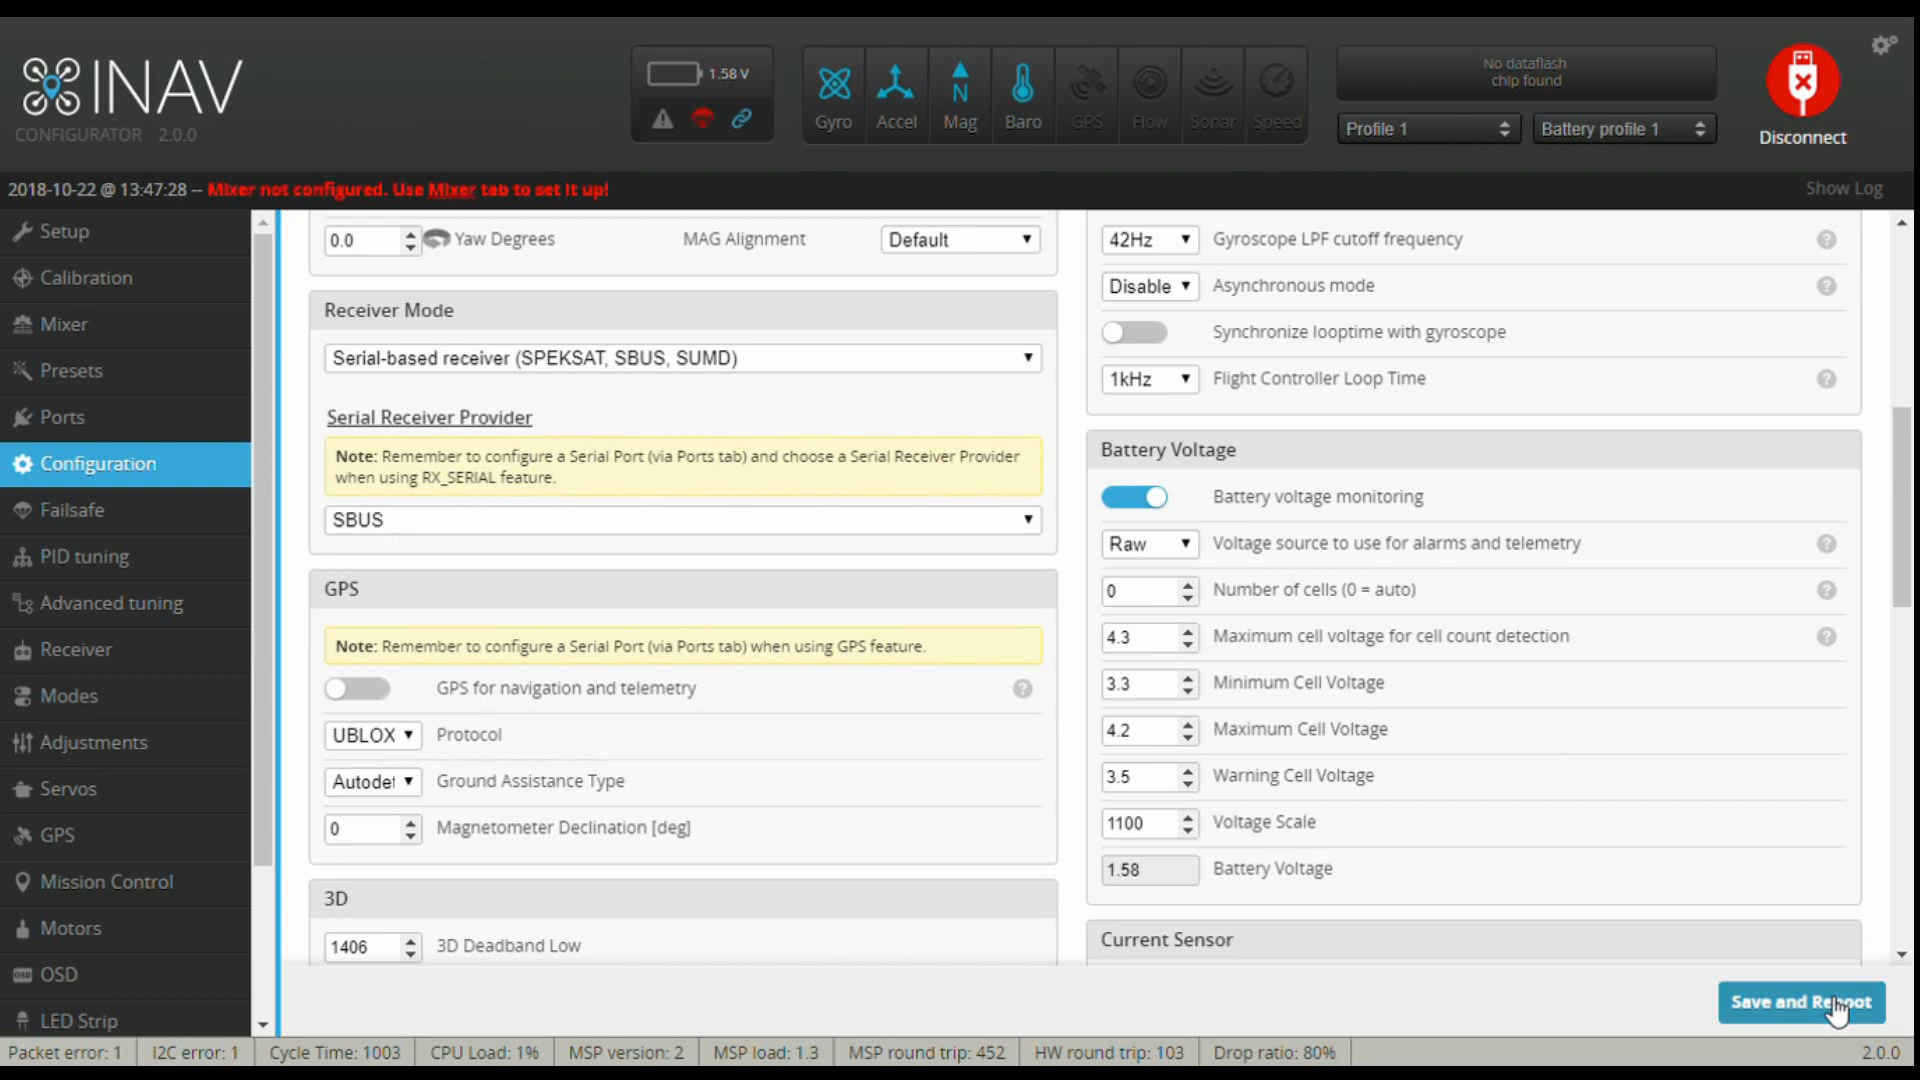 INAV
CONFIGURATOR 2.0.0
1.58 V
Gyro
Accel
N
Mag
Baro
GPS
Flow
Sonar
Speed
No dataflash
chip found
Profile 1
Battery profile 1
Disconnect
2018-10-22 @ 13:47:28 -- Mixer not configured. Use Mixer tab to set it up!
Show Log
Setup
Calibration
Mixer
Presets
Ports
Configuration
Failsafe
PID tuning
Advanced tuning
Receiver
Modes
Adjustments
Servos
GPS
Mission Control
Motors
OSD
LED Strip
0.0 Yaw Degrees
MAG Alignment Default
Receiver Mode
Serial-based receiver (SPEKSAT, SBUS, SUMD)
Serial Receiver Provider
Note: Remember to configure a Serial Port (via Ports tab) and choose a Serial Receiver Provider
when using RX_SERIAL feature.
SBUS
GPS
Note: Remember to configure a Serial Port (via Ports tab) when using GPS feature.
GPS for navigation and telemetry
UBLOX Protocol
Autodet Ground Assistance Type
0 Magnetometer Declination [deg]
3D
1406 3D Deadband Low
42Hz Gyroscope LPF cutoff frequency
Disable Asynchronous mode
Synchronize looptime with gyroscope
1kHz Flight Controller Loop Time
Battery Voltage
Battery voltage monitoring
Raw Voltage source to use for alarms and telemetry
0 Number of cells (0 = auto)
4.3 Maximum cell voltage for cell count detection
3.3 Minimum Cell Voltage
4.2 Maximum Cell Voltage
3.5 Warning Cell Voltage
1100 Voltage Scale
1.58 Battery Voltage
Current Sensor
Save and Reboot
Packet error: 1
I2C error: 1
Cycle Time: 1003
CPU Load: 1%
MSP version: 2
MSP load: 1.3
MSP round trip: 452
HW round trip: 103
Drop ratio: 80%
2.0.0